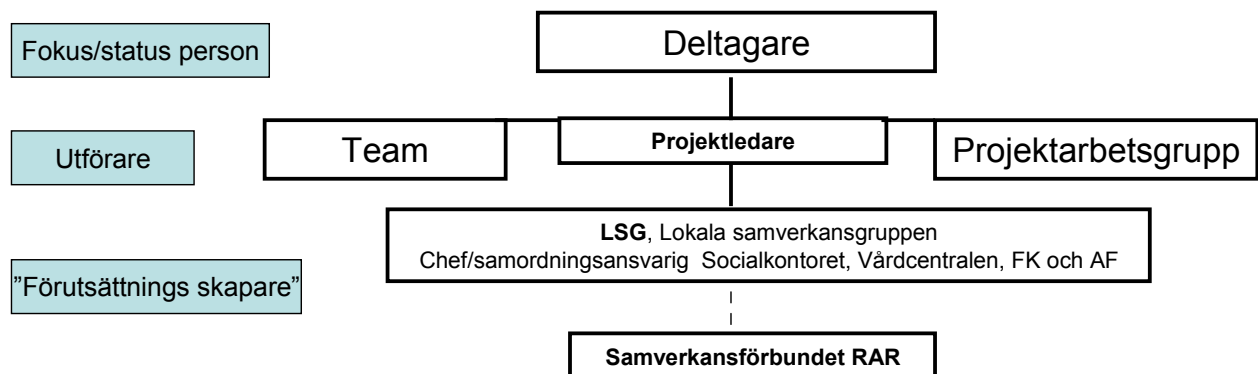 Fokus/status person
Deltagare
Utförare
Team
Projektledare
Projektarbetsgrupp
"Förutsättnings skapare"
LSG, Lokala samverkansgruppen
Chef/samordningsansvarig Socialkontoret, Vårdcentralen, FK och AF
Samverkansförbundet RAR